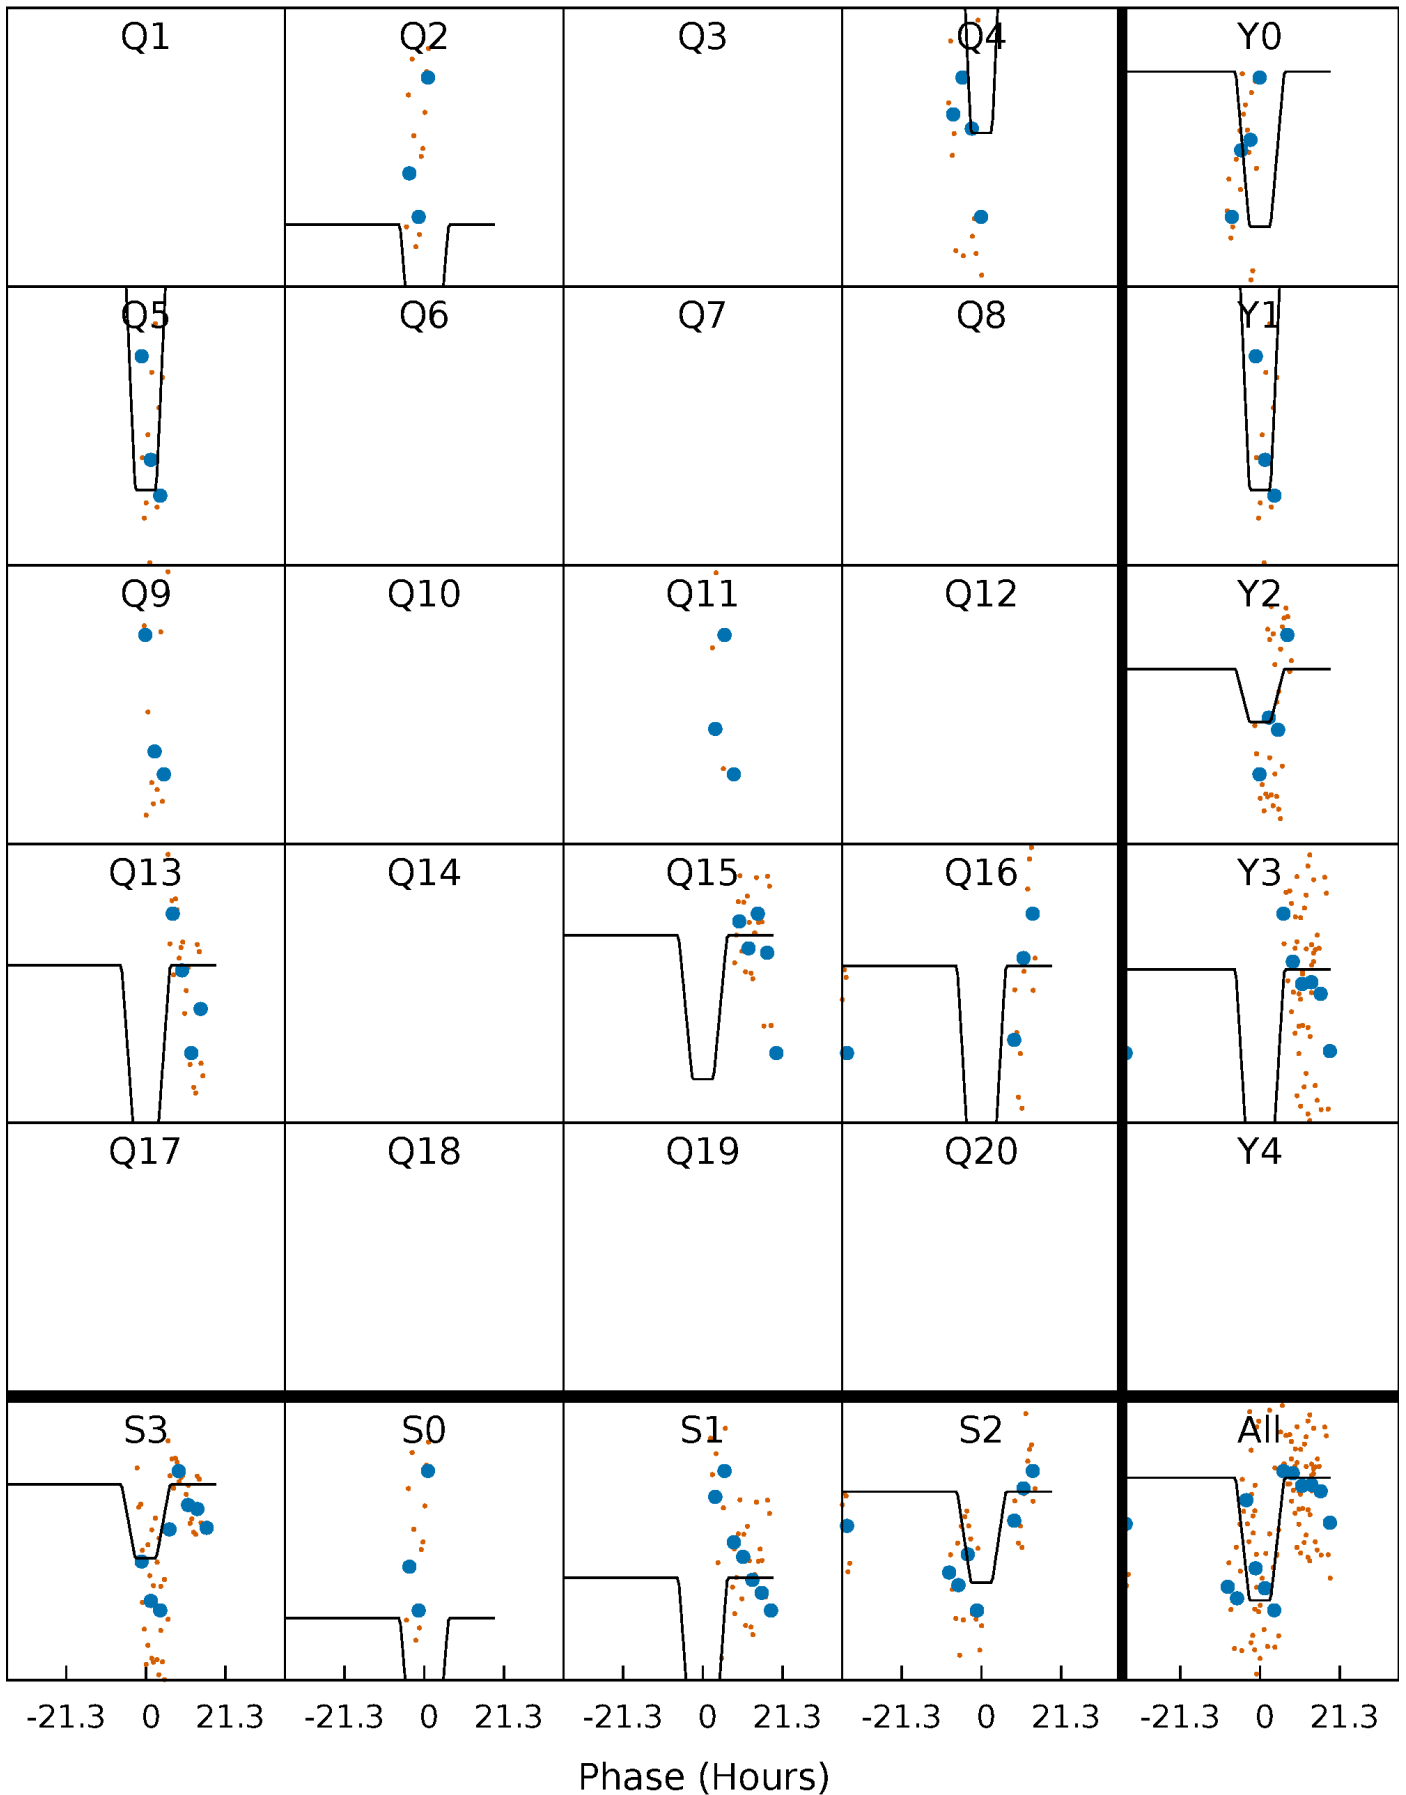 Q1 Q2 Q3 Q4 Y0
Q5 Q6 Q7 Q8 Y1
Q9 Q10 Q11 Q12 Y2
Q13 Q14 Q15 Q16 Y3
Q17 Q18 Q19 Q20 Y4
S3 S0 S1 S2 All
-21.3 0 21.3 -21.3 0 21.3 -21.3 0 21.3 -21.3 0 21.3 -21.3 0 21.3
Phase (Hours)